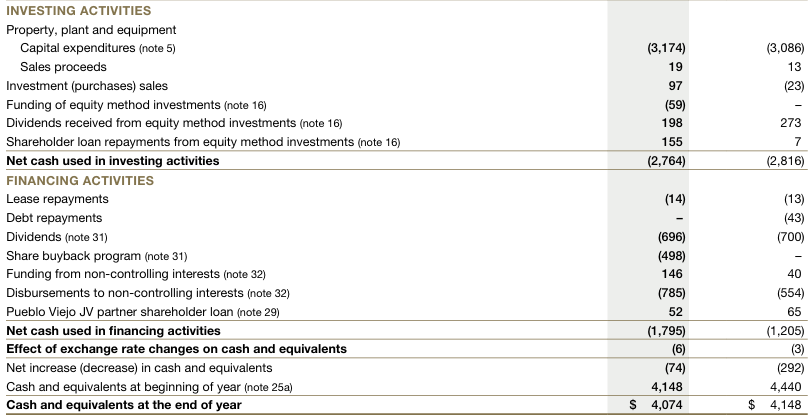 INVESTING ACTIVITIES
Property, plant and equipment
Capital expenditures (note 5) (3,174) (3,086)
Sales proceeds 19 13
Investment (purchases) sales 97 (23)
Funding of equity method investments (note 16) (59) –
Dividends received from equity method investments (note 16) 198 273
Shareholder loan repayments from equity method investments (note 16) 155 7
Net cash used in investing activities (2,764) (2,816)
FINANCING ACTIVITIES
Lease repayments (14) (13)
Debt repayments – (43)
Dividends (note 31) (696) (700)
Share buyback program (note 31) (498) –
Funding from non-controlling interests (note 32) 146 40
Disbursements to non-controlling interests (note 32) (785) (554)
Pueblo Viejo JV partner shareholder loan (note 29) 52 65
Net cash used in financing activities (1,795) (1,205)
Effect of exchange rate changes on cash and equivalents (6) (3)
Net increase (decrease) in cash and equivalents (74) (292)
Cash and equivalents at beginning of year (note 25a) 4,148 4,440
Cash and equivalents at the end of year $ 4,074 $ 4,148